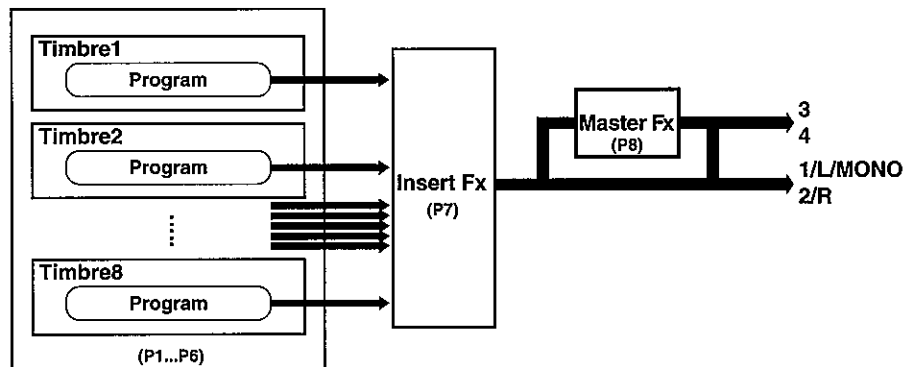 Timbre1
Program
Timbre2
Program
Timbre8
Program
(P1...P6)
Insert Fx
(P7)
Master Fx
(P8)
3
4
1/L/MONO
2/R